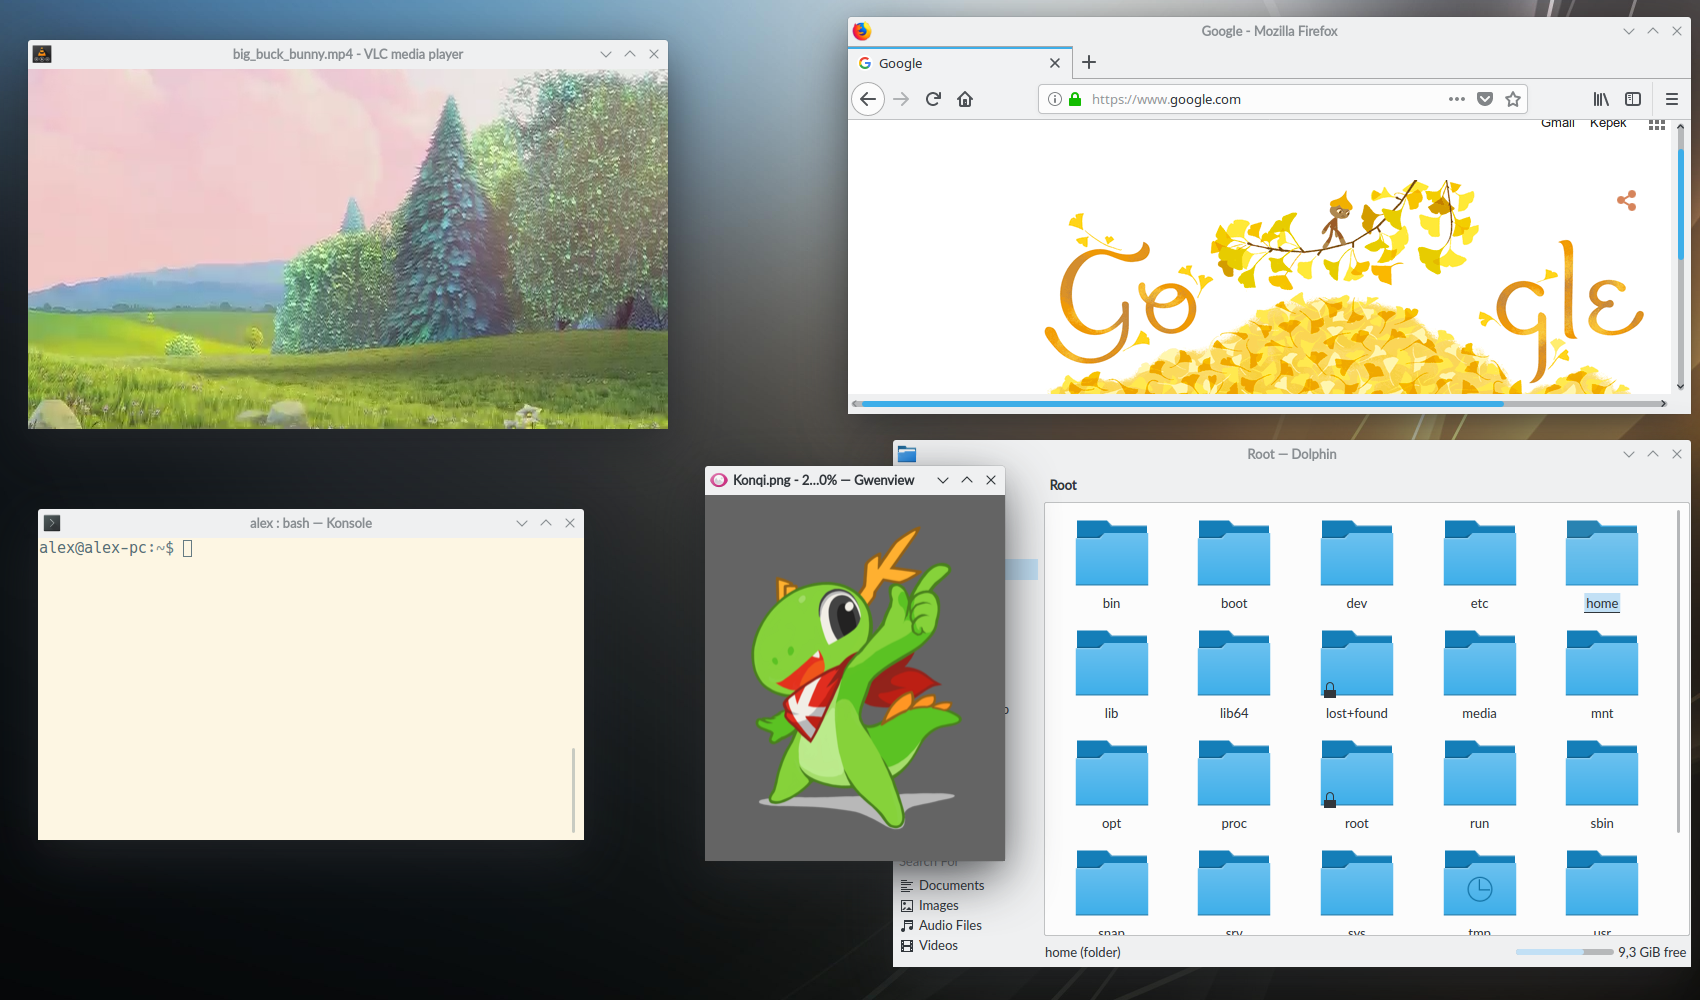 big_buck_bunny.mp4 - VLC media player
Google - Mozilla Firefox
Google
https://www.google.com
Gmail Képek
Google
alex : bash — Konsole
alex@alex-pc:~$
Konqi.png - 2...0% — Gwenview
Root — Dolphin
Root
bin boot dev etc home
lib lib64 lost+found media mnt
opt proc root run sbin
snap srv sys tmp usr
Search For
Documents
Images
Audio Files
Videos
home (folder)
9,3 GiB free